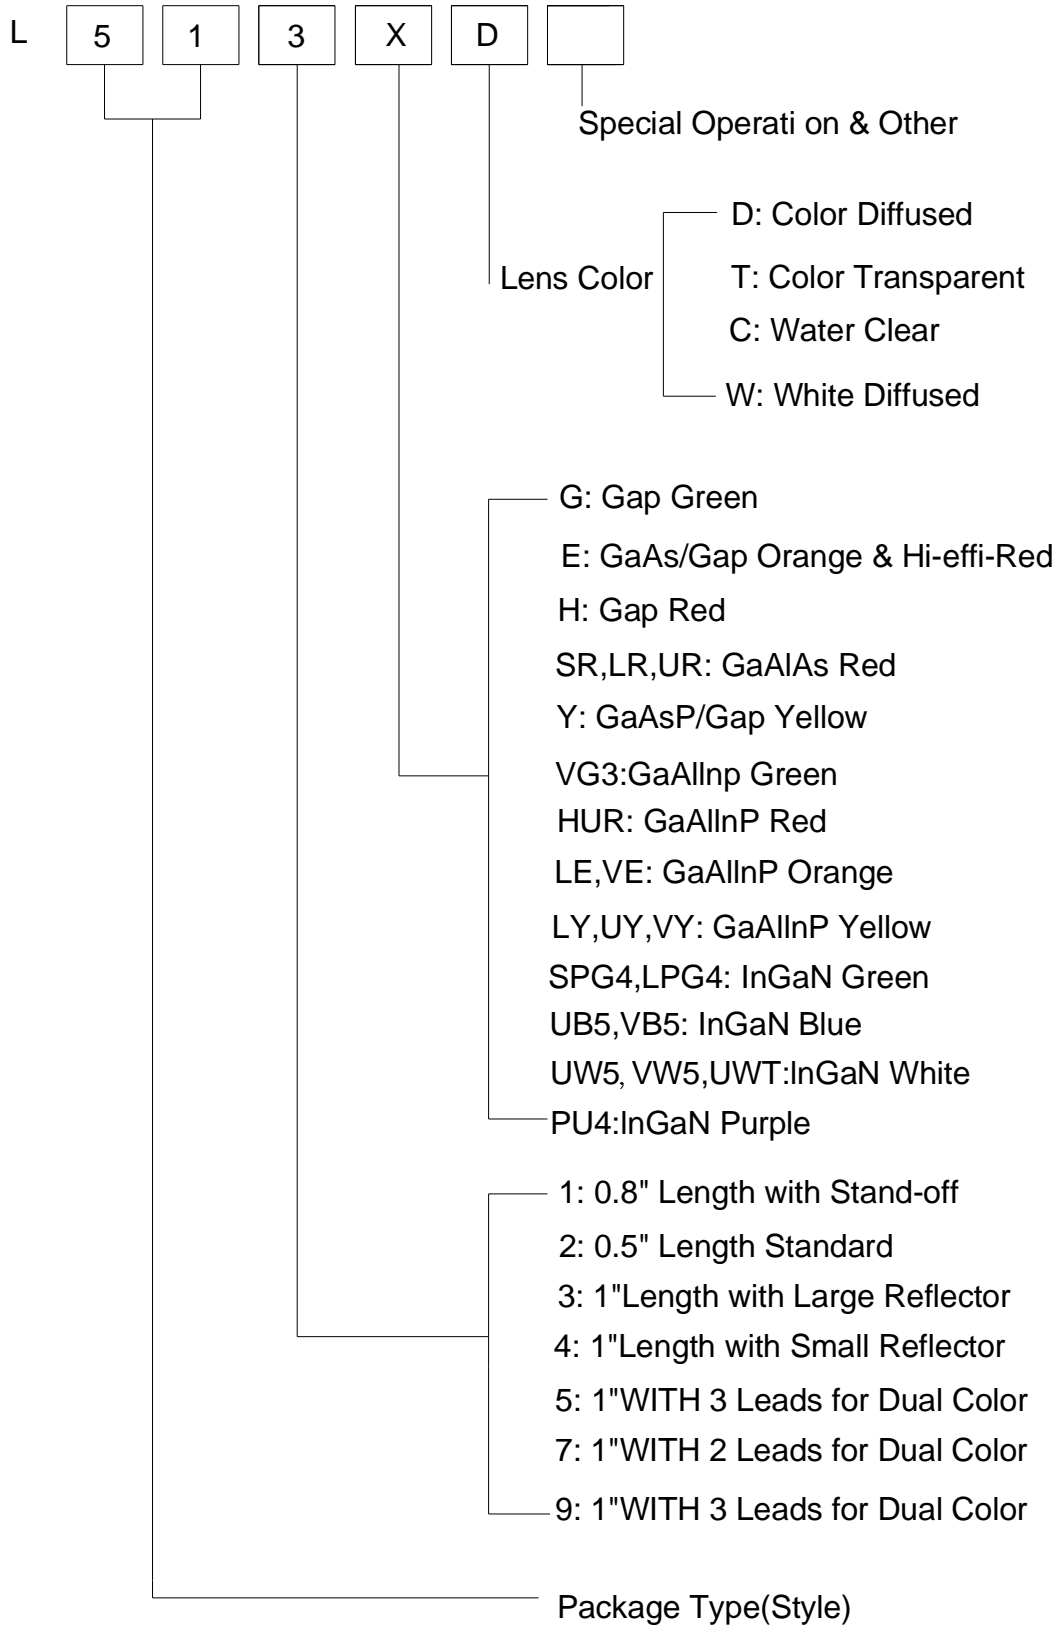 L 5 1 3 X D
Special Operati on & Other
D: Color Diffused
Lens Color
T: Color Transparent
C: Water Clear
W: White Diffused
G: Gap Green
E: GaAs/Gap Orange & Hi-effi-Red
H: Gap Red
SR,LR,UR: GaAlAs Red
Y: GaAsP/Gap Yellow
VG3:GaAlInp Green
HUR: GaAlInP Red
LE,VE: GaAlInP Orange
LY,UY,VY: GaAlInP Yellow
SPG4,LPG4: InGaN Green
UB5,VB5: InGaN Blue
UW5, VW5,UWT:InGaN White
PU4:InGaN Purple
1: 0.8" Length with Stand-off
2: 0.5" Length Standard
3: 1"Length with Large Reflector
4: 1"Length with Small Reflector
5: 1"WITH 3 Leads for Dual Color
7: 1"WITH 2 Leads for Dual Color
9: 1"WITH 3 Leads for Dual Color
Package Type(Style)